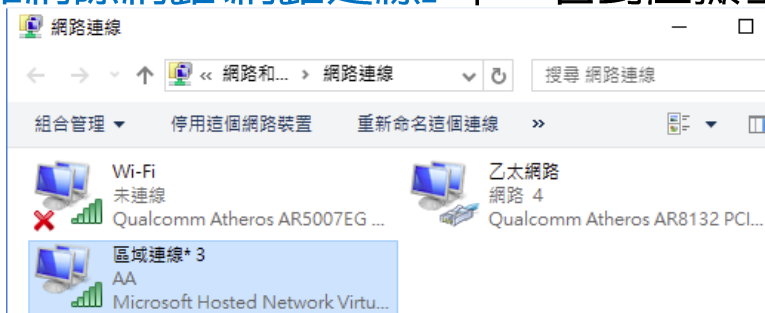 網路連線
« 網路和... › 網路連線
搜尋 網路連線
組合管理 停用這個網路裝置 重新命名這個連線 »
Wi-Fi
未連線
Qualcomm Atheros AR5007EG ...
乙太網路
網路 4
Qualcomm Atheros AR8132 PCI...
區域連線* 3
AA
Microsoft Hosted Network Virtu...